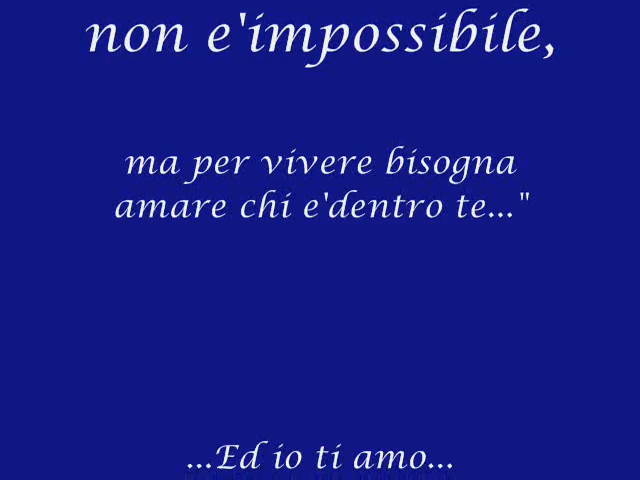 non e'impossibile,
ma per vivere bisogna
amare chi e'dentro te..."
...Ed io ti amo...